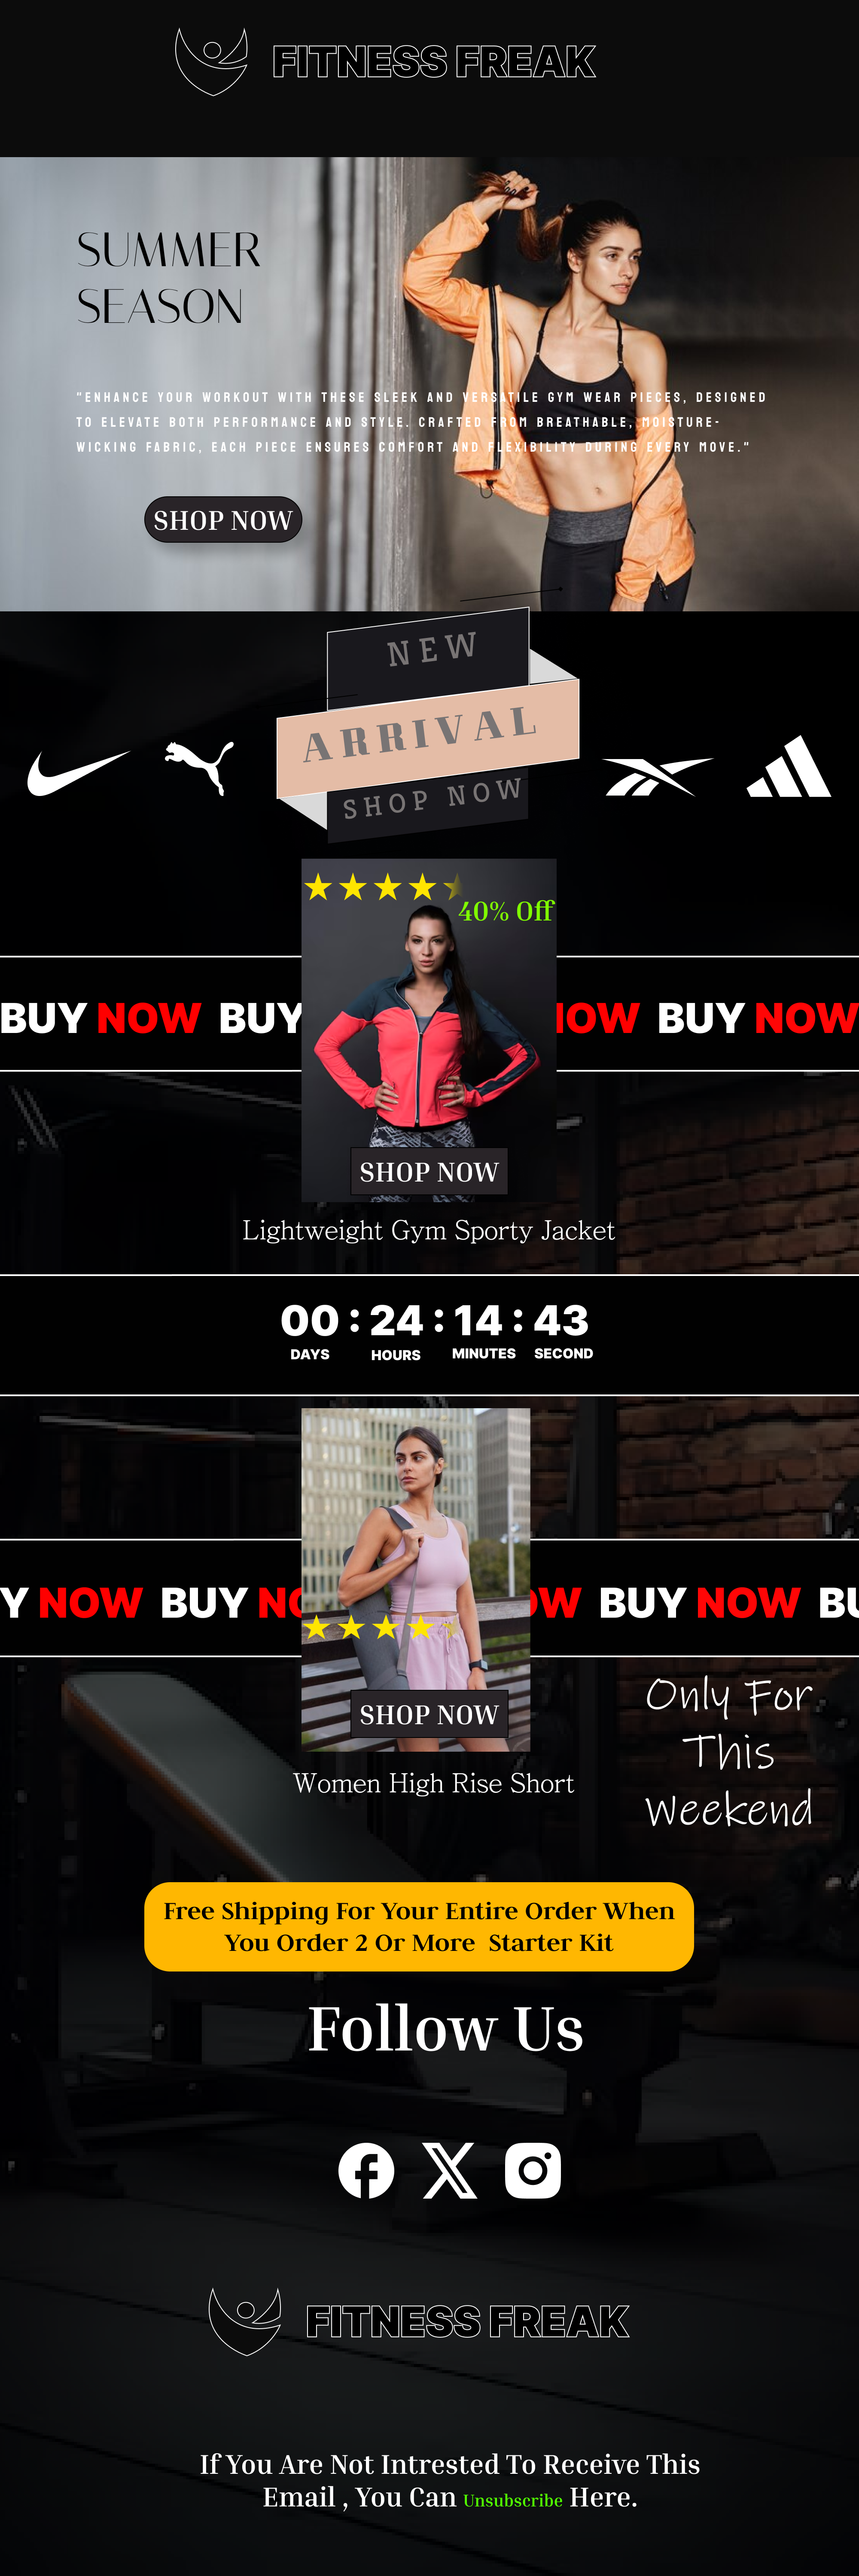 FITNESS FREAK
SUMMER
SEASON
"ENHANCE YOUR WORKOUT WITH THESE SLEEK AND VERSATILE GYM WEAR PIECES, DESIGNED
TO ELEVATE BOTH PERFORMANCE AND STYLE. CRAFTED FROM BREATHABLE, MOISTURE-
WICKING FABRIC, EACH PIECE ENSURES COMFORT AND FLEXIBILITY DURING EVERY MOVE."
SHOP NOW
NEW
ARRIVAL
SHOP NOW
40% Off
BUY NOW BUY NOW BUY NOW
SHOP NOW
Lightweight Gym Sporty Jacket
00 : 24 : 14 : 43
DAYS HOURS MINUTES SECOND
Y NOW BUY NO OW BUY NOW BU
SHOP NOW
Only For
This
Weekend
Women High Rise Short
Free Shipping For Your Entire Order When
You Order 2 Or More Starter Kit
Follow Us
FITNESS FREAK
If You Are Not Intrested To Receive This
Email , You Can Unsubscribe Here.